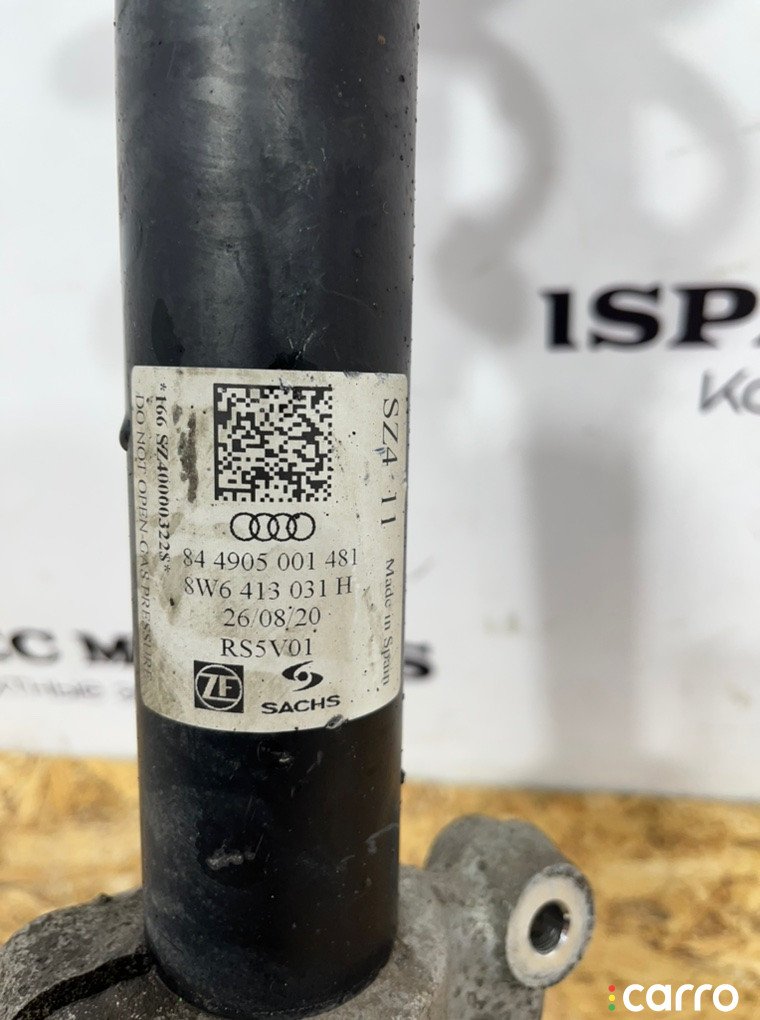 SZ4 11 Made in Spain
*166 SZ40000322S*
DO NOT OPEN-GAS PRESSURE
84 4905 001 481
8W6 413 031 H
26/08/20
RS5V01
ZF
SACHS
carro